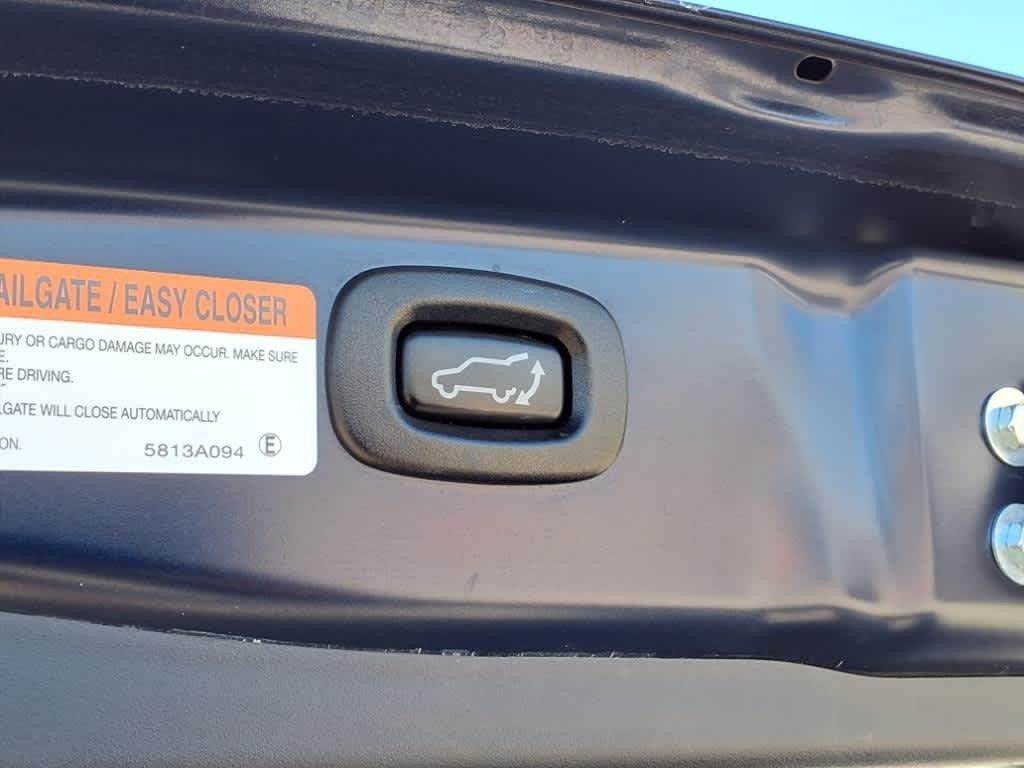 AILGATE / EASY CLOSER
URY OR CARGO DAMAGE MAY OCCUR. MAKE SURE
E.
RE DRIVING.
LGATE WILL CLOSE AUTOMATICALLY
ON.
5813A094 Ⓔ